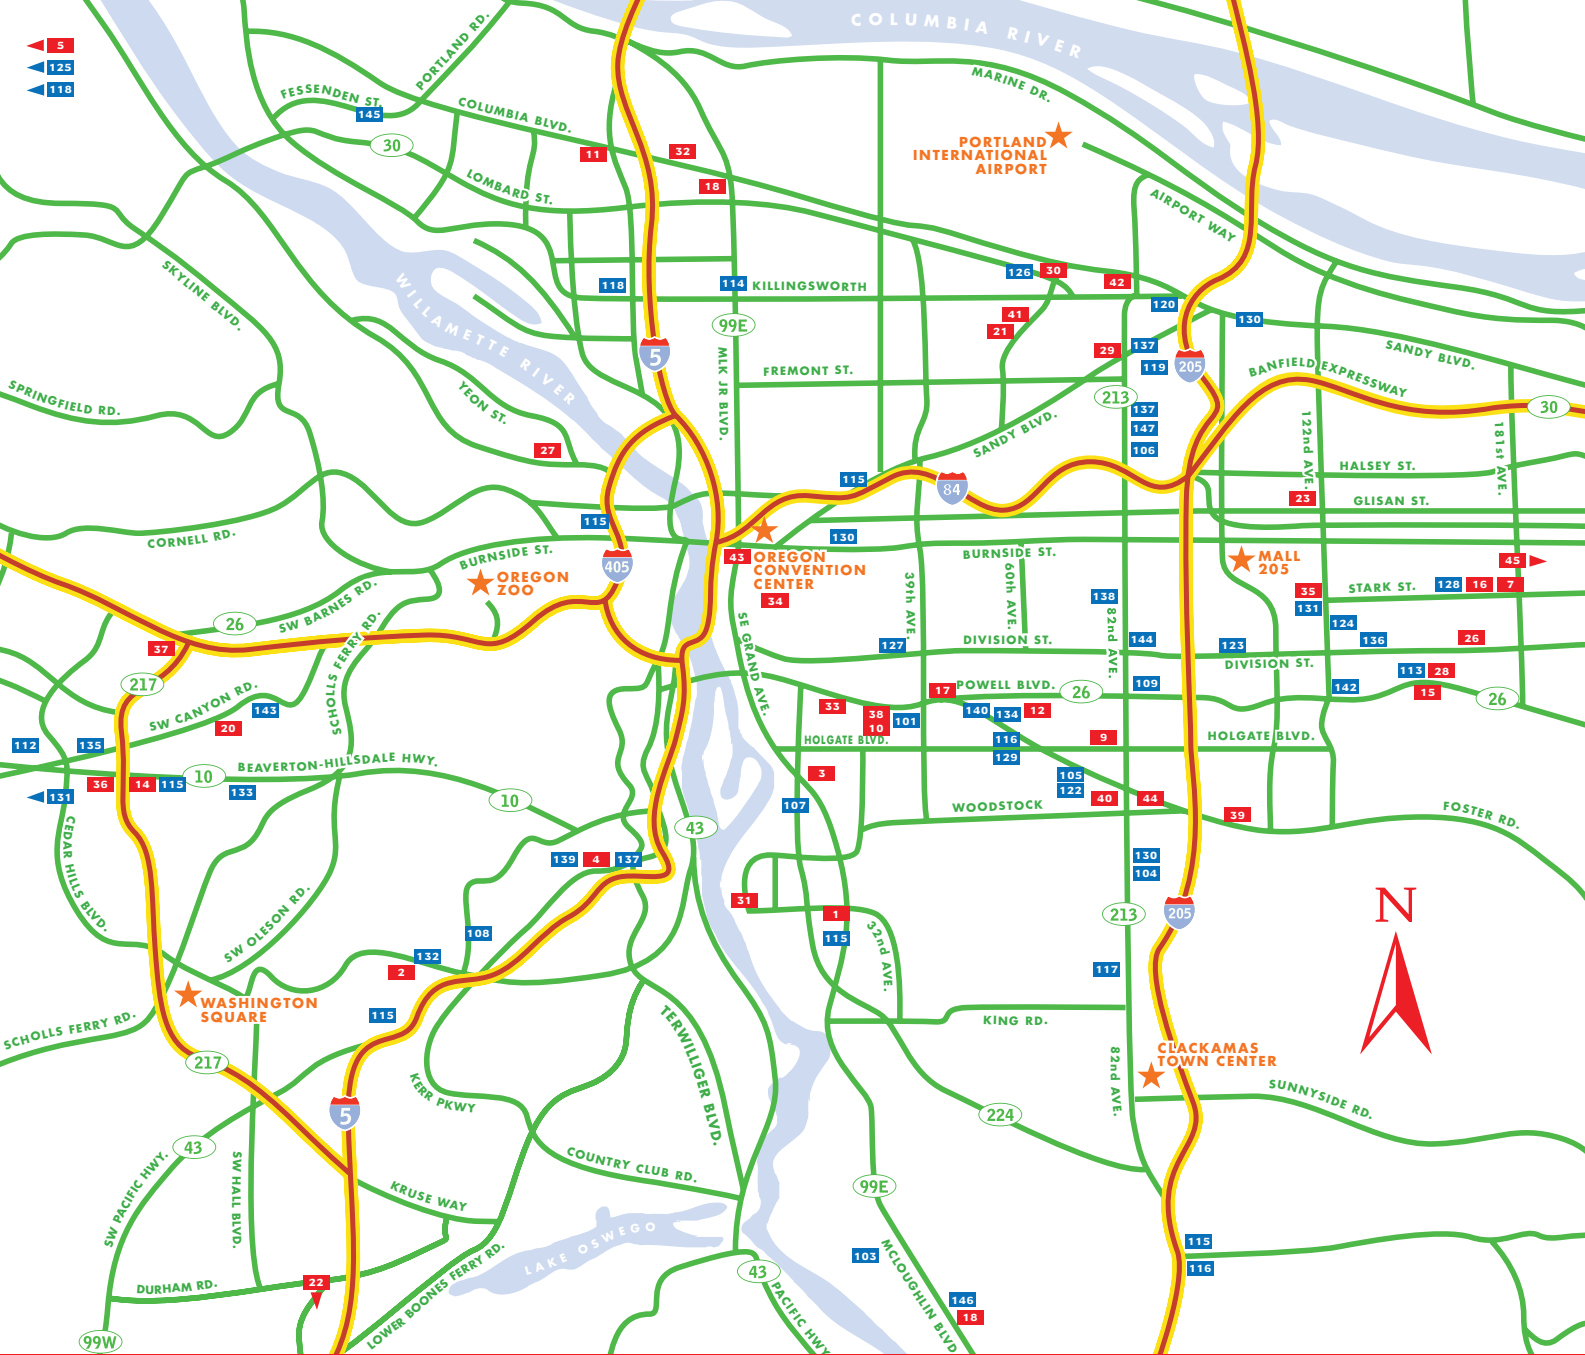 COLUMBIA RIVER
5
125
118
PORTLAND RD.
FESSENDEN ST.
145
COLUMBIA BLVD.
MARINE DR.
30
11
32
PORTLAND
INTERNATIONAL
AIRPORT
18
LOMBARD ST.
AIRPORT WAY
SKYLINE BLVD.
WILLAMETTE RIVER
118
114
KILLINGSWORTH
126
30
42
120
130
99E
41
21
5
29
137
119
205
SANDY BLVD.
MLK JR BLVD.
FREMONT ST.
BANFIELD EXPRESSWAY
213
30
SPRINGFIELD RD.
YEON ST.
137
147
106
SANDY BLVD.
122nd AVE.
181st AVE.
27
HALSEY ST.
115
84
23
GLISAN ST.
115
CORNELL RD.
130
BURNSIDE ST.
405
43
OREGON
CONVENTION
CENTER
BURNSIDE ST.
MALL
205
45
OREGON
ZOO
34
39th AVE.
60th AVE.
138
82nd AVE.
35
131
STARK ST.
128
16
7
SW BARNES RD.
26
SE GRAND AVE.
124
37
SCHOLLS FERRY RD.
127
DIVISION ST.
144
123
DIVISION ST.
136
26
217
SW CANYON RD.
143
20
17
POWELL BLVD.
26
109
142
113
28
15
26
33
38
10
101
140
134
12
112
135
HOLGATE BLVD.
116
129
9
HOLGATE BLVD.
BEAVERTON-HILLSDALE HWY.
36
14
115
10
133
131
3
105
122
40
44
10
107
WOODSTOCK
39
FOSTER RD.
43
CEDAR HILLS BLVD.
139
4
137
130
104
SW OLESON RD.
31
1
115
213
205
N
108
132
2
32nd AVE.
117
WASHINGTON
SQUARE
115
SCHOLLS FERRY RD.
TERWILLIGER BLVD.
KING RD.
217
CLACKAMAS
TOWN CENTER
82nd AVE.
KERR PKWY
5
224
SUNNYSIDE RD.
43
SW PACIFIC HWY.
SW HALL BLVD.
COUNTRY CLUB RD.
KRUSE WAY
99E
LAKE OSWEGO
MCLOUGHLIN BLVD
103
115
116
43
DURHAM RD.
22
LOWER BOONES FERRY RD.
PACIFIC HWY
146
18
99W